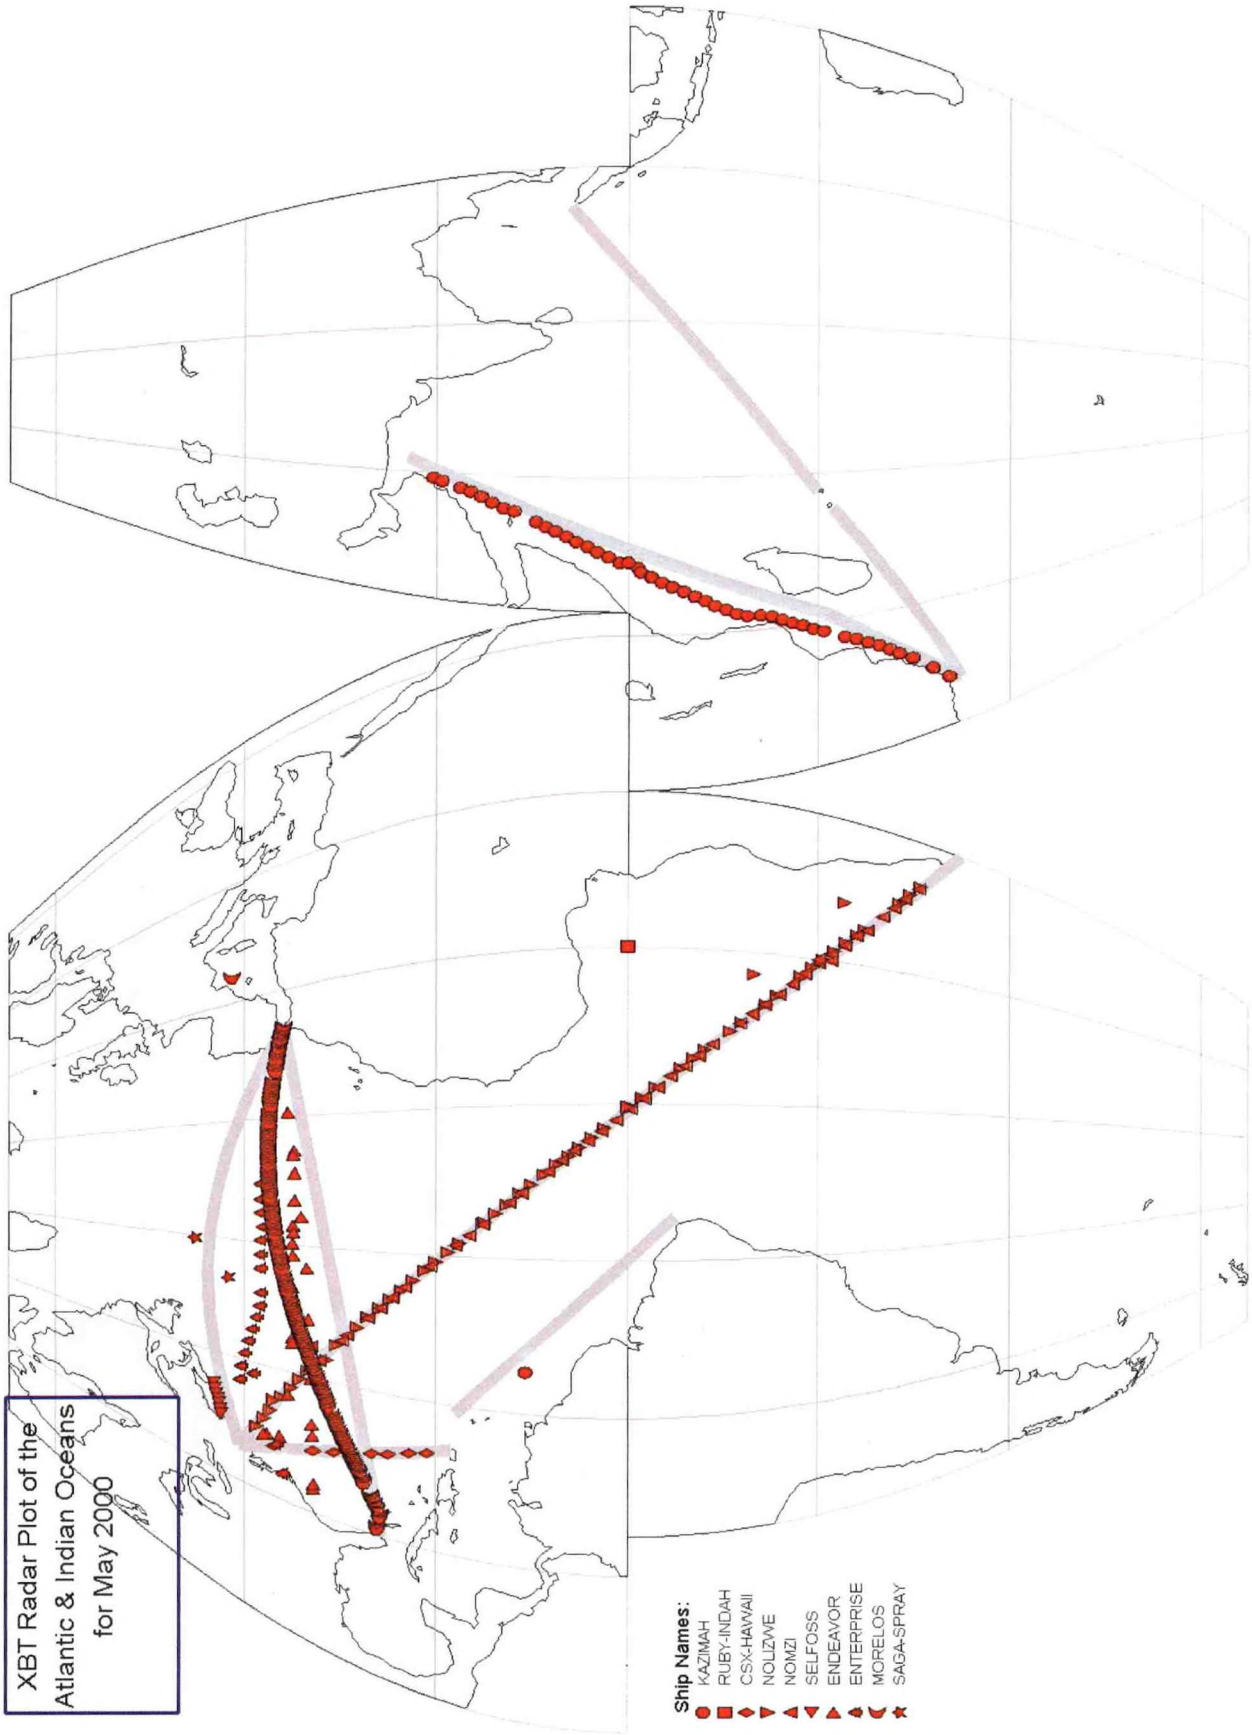 XBT Radar Plot of the
Atlantic & Indian Oceans
for May 2000
Ship Names:
KAZIMAH
RUBY-INDAH
CSX-HAWAII
NOLIZWE
NOMZI
SELFOSS
ENDEAVOR
ENTERPRISE
MORELOS
SAGA-SPRAY